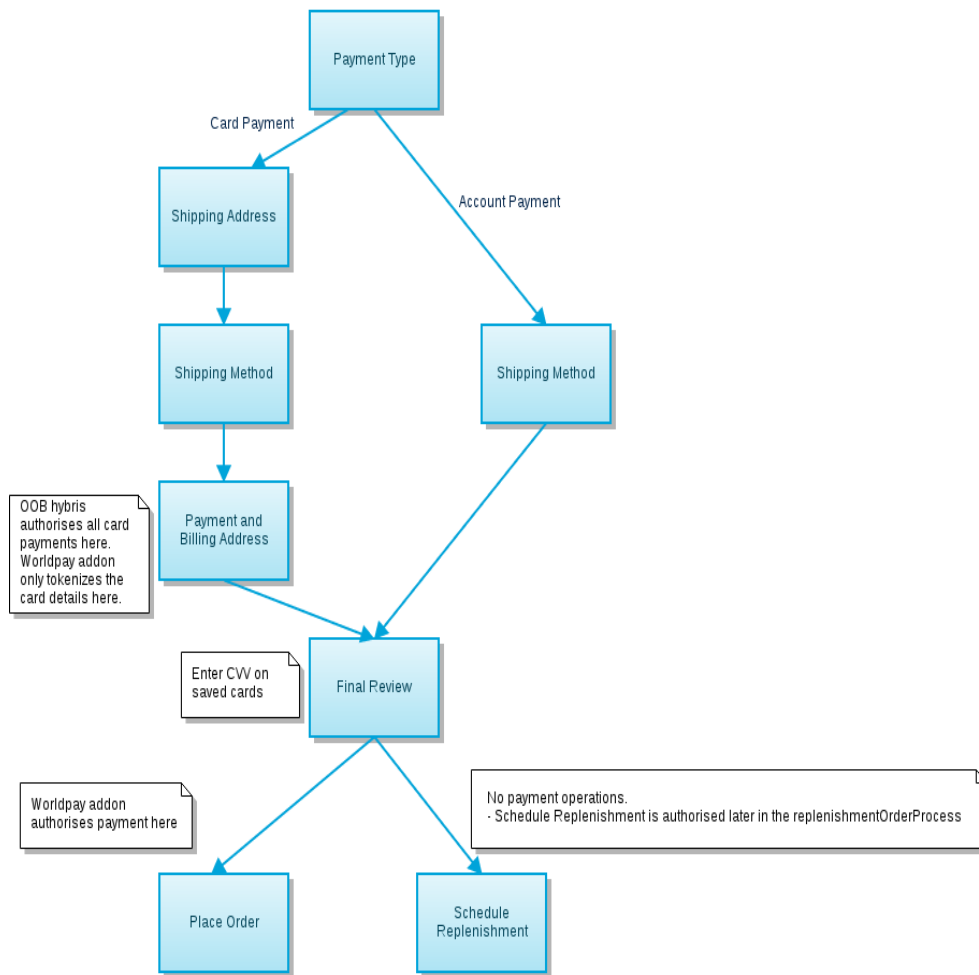 Payment Type
Card Payment
Shipping Address
Account Payment
Shipping Method
Shipping Method
OOB hybris
authorises all card
payments here.
Worldpay addon
only tokenizes the
card details here.
Payment and
Billing Address
Enter CVV on
saved cards
Final Review
Worldpay addon
authorises payment here
No payment operations.
- Schedule Replenishment is authorised later in the replenishmentOrderProcess
Place Order
Schedule
Replenishment